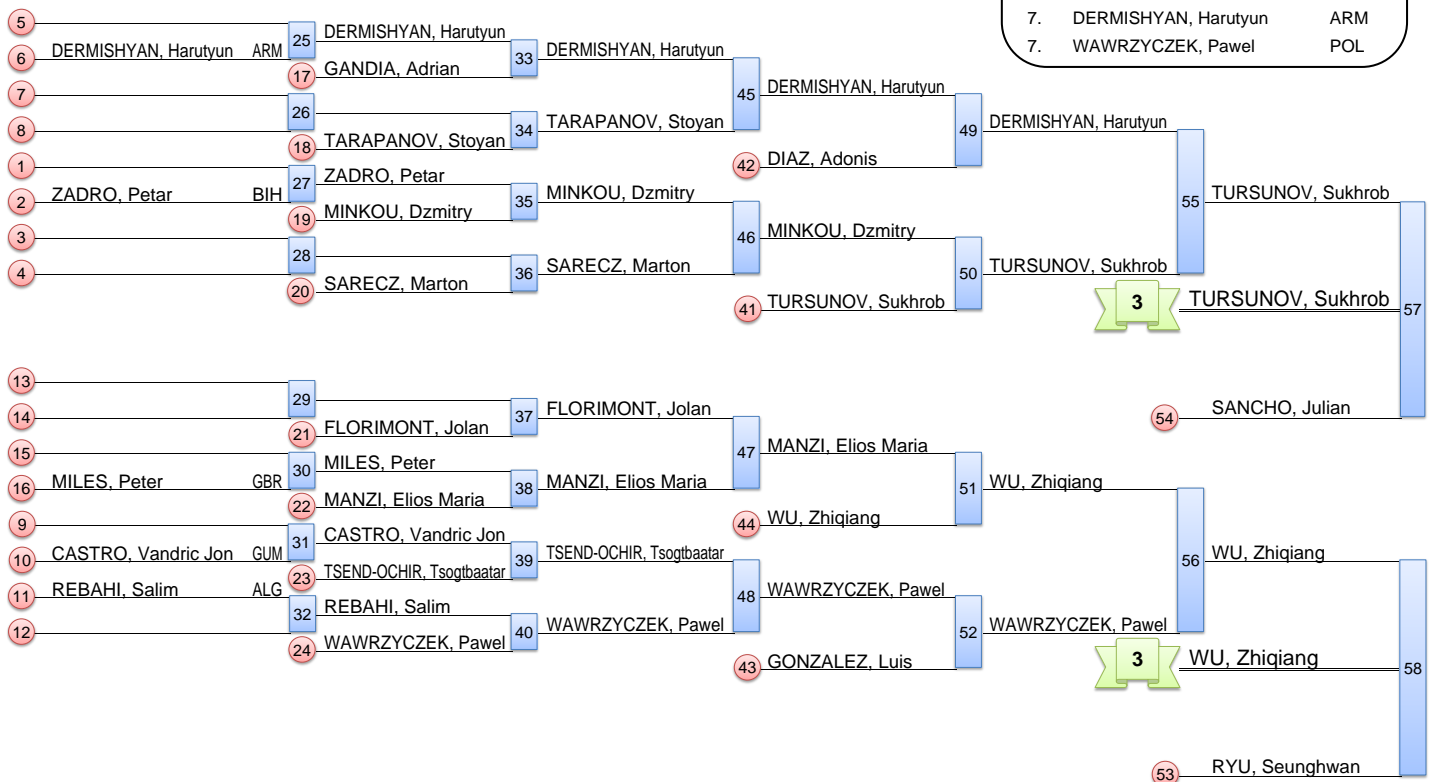 7. DERMISHYAN, Harutyun ARM
7. WAWRZYCZEK, Pawel POL
5
6 DERMISHYAN, Harutyun ARM
25
DERMISHYAN, Harutyun
17 GANDIA, Adrian
33
DERMISHYAN, Harutyun
7
8
26
18 TARAPANOV, Stoyan
34
TARAPANOV, Stoyan
45
DERMISHYAN, Harutyun
42 DIAZ, Adonis
49
DERMISHYAN, Harutyun
1
2 ZADRO, Petar BIH
27
ZADRO, Petar
19 MINKOU, Dzmitry
35
MINKOU, Dzmitry
3
4
28
20 SARECZ, Marton
36
SARECZ, Marton
46
MINKOU, Dzmitry
41 TURSUNOV, Sukhrob
50
TURSUNOV, Sukhrob
55
TURSUNOV, Sukhrob
3 TURSUNOV, Sukhrob
57
54 SANCHO, Julian
13
14
29
21 FLORIMONT, Jolan
37
FLORIMONT, Jolan
15
16 MILES, Peter GBR
30
MILES, Peter
22 MANZI, Elios Maria
38
MANZI, Elios Maria
47
MANZI, Elios Maria
44 WU, Zhiqiang
51
WU, Zhiqiang
9
10 CASTRO, Vandric Jon GUM
31
CASTRO, Vandric Jon
23 TSEND-OCHIR, Tsogtbaatar
39
TSEND-OCHIR, Tsogtbaatar
11 REBAHI, Salim ALG
12
32
REBAHI, Salim
24 WAWRZYCZEK, Pawel
40
WAWRZYCZEK, Pawel
48
WAWRZYCZEK, Pawel
43 GONZALEZ, Luis
52
WAWRZYCZEK, Pawel
56
WU, Zhiqiang
3 WU, Zhiqiang
58
53 RYU, Seunghwan